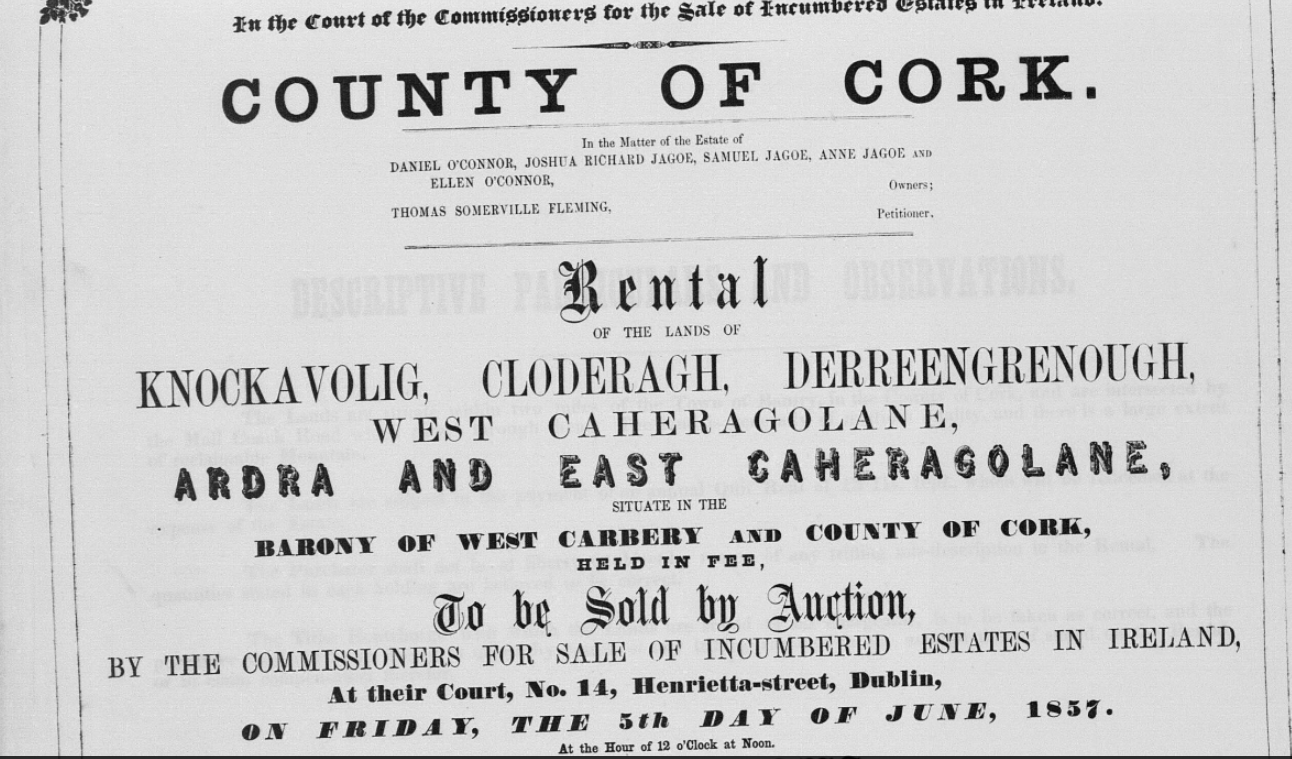 In the Court of the Commissioners for the Sale of Incumbered Estates in Ireland.
COUNTY OF CORK.
In the Matter of the Estate of
DANIEL O'CONNOR, JOSHUA RICHARD JAGOE, SAMUEL JAGOE, ANNE JAGOE AND
ELLEN O'CONNOR, Owners;
THOMAS SOMERVILLE FLEMING, Petitioner.
DESCRIPTIVE PARTICULARS AND OBSERVATIONS.
Rental
OF THE LANDS OF
KNOCKAVOLIG, CLODERAGH, DERREENGRENOUGH,
WEST CAHERAGOLANE,
ARDRA AND EAST CAHERAGOLANE,
SITUATE IN THE
BARONY OF WEST CARBERY AND COUNTY OF CORK,
HELD IN FEE,
To be Sold by Auction,
BY THE COMMISSIONERS FOR SALE OF INCUMBERED ESTATES IN IRELAND,
At their Court, No. 14, Henrietta-street, Dublin,
ON FRIDAY, THE 5th DAY OF JUNE, 1857.
At the Hour of 12 o'Clock at Noon.